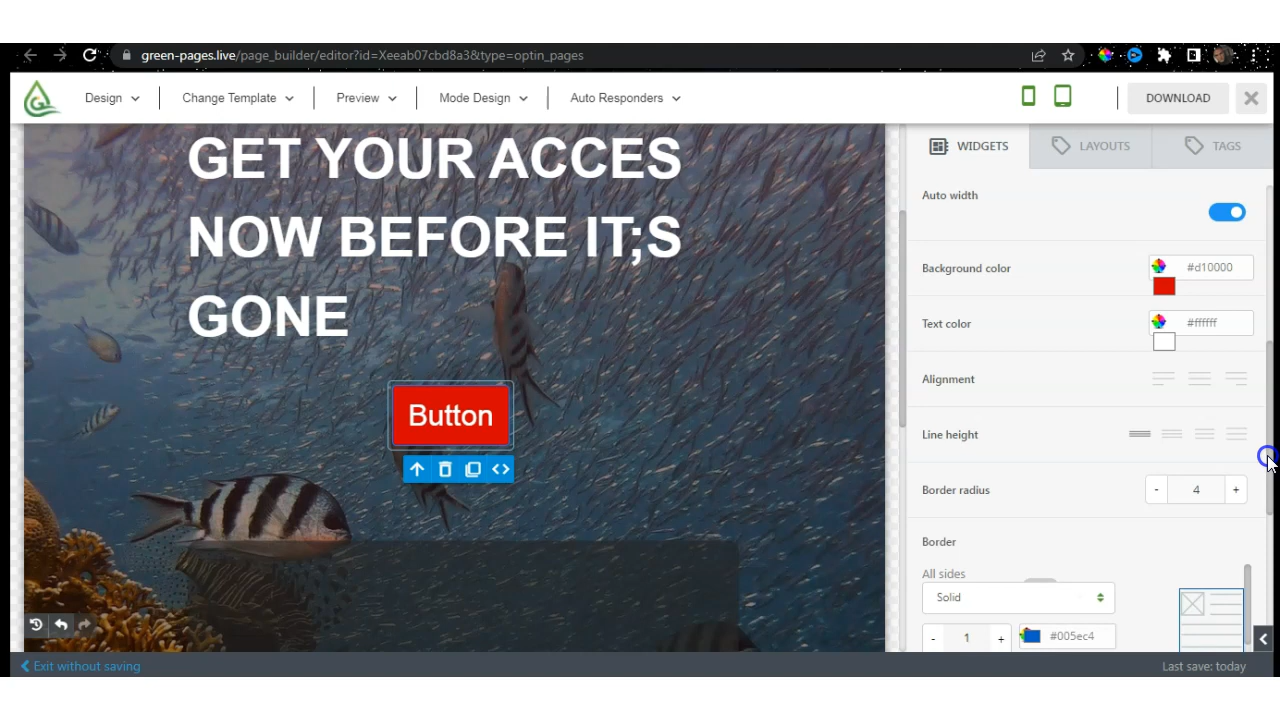 green-pages.live/page_builder/editor?id=Xeeab07cbd8a3&type=optin_pages
Design
Change Template
Preview
Mode Design
Auto Responders
DOWNLOAD
GET YOUR ACCES
NOW BEFORE IT;S
GONE
Button
WIDGETS
LAYOUTS
TAGS
Auto width
Background color
#d10000
Text color
#ffffff
Alignment
Line height
Border radius
- 4 +
Border
All sides
Solid
- 1 +
#005ec4
Exit without saving
Last save: today